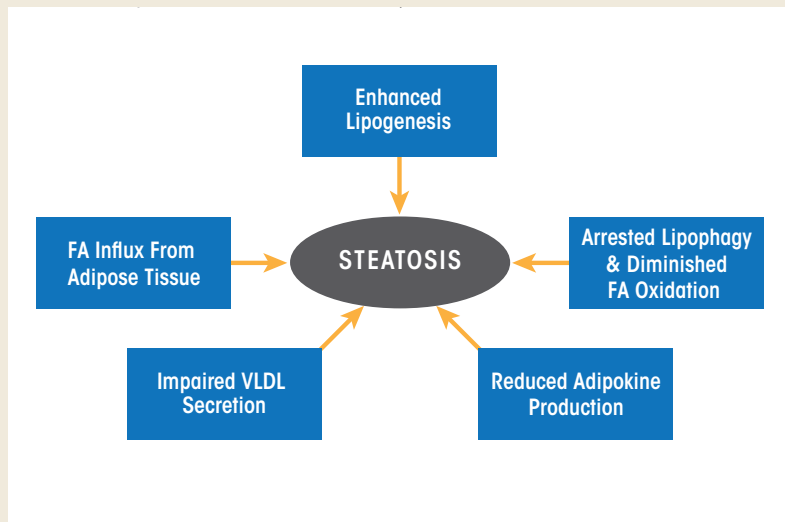 Enhanced
Lipogenesis
FA Influx From
Adipose Tissue
STEATOSIS
Arrested Lipophagy
& Diminished
FA Oxidation
Impaired VLDL
Secretion
Reduced Adipokine
Production